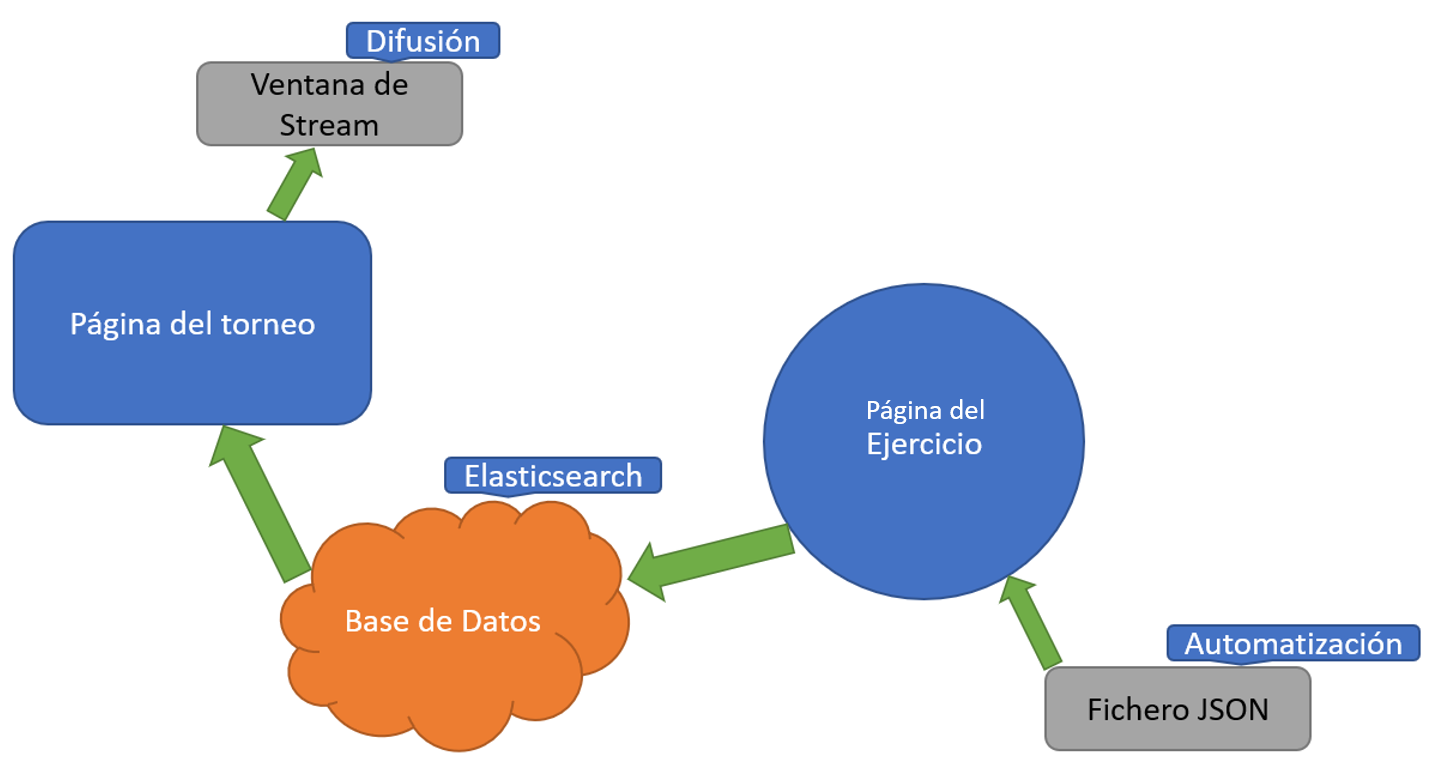 Difusión
Ventana de
Stream
Página del torneo
Página del
Ejercicio
Elasticsearch
Base de Datos
Automatización
Fichero JSON